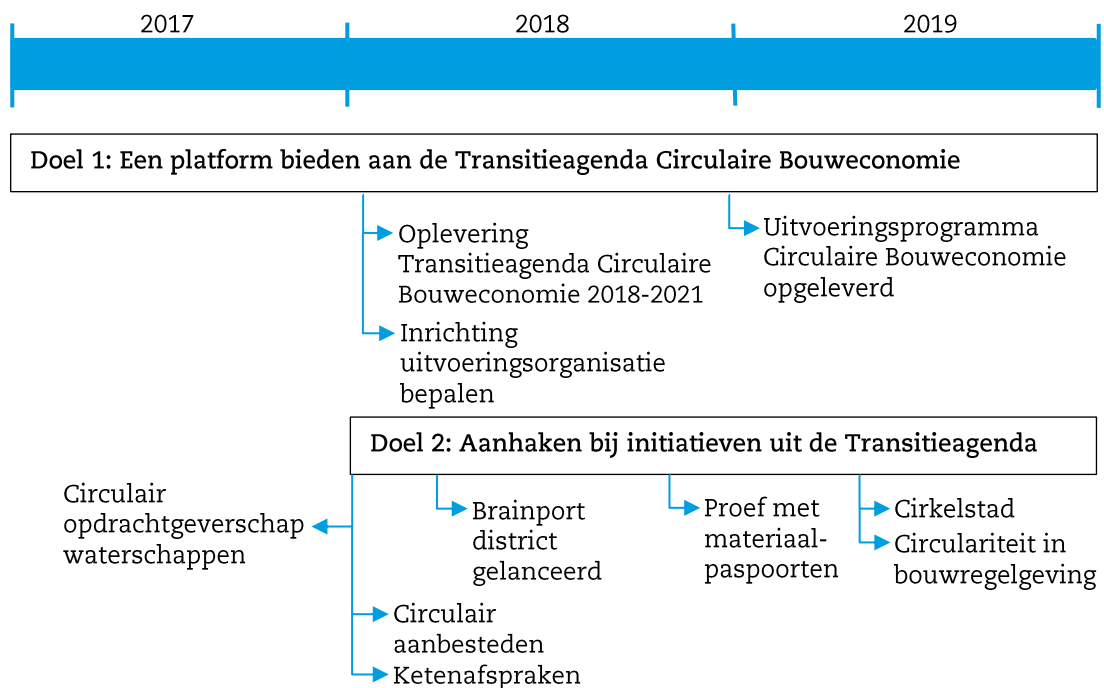 2017
2018
2019
Doel 1: Een platform bieden aan de Transitieagenda Circulaire Bouweconomie
Oplevering
Transitieagenda Circulaire
Bouweconomie 2018-2021
Inrichting
uitvoeringsorganisatie
bepalen
Uitvoeringsprogramma
Circulaire Bouweconomie
opgeleverd
Doel 2: Aanhaken bij initiatieven uit de Transitieagenda
Circulair
opdrachtgeverschap
waterschappen
Brainport
district
gelanceerd
Proef met
materiaal-
paspoorten
Cirkelstad
Circulariteit in
bouwregelgeving
Circulair
aanbesteden
Ketenafspraken